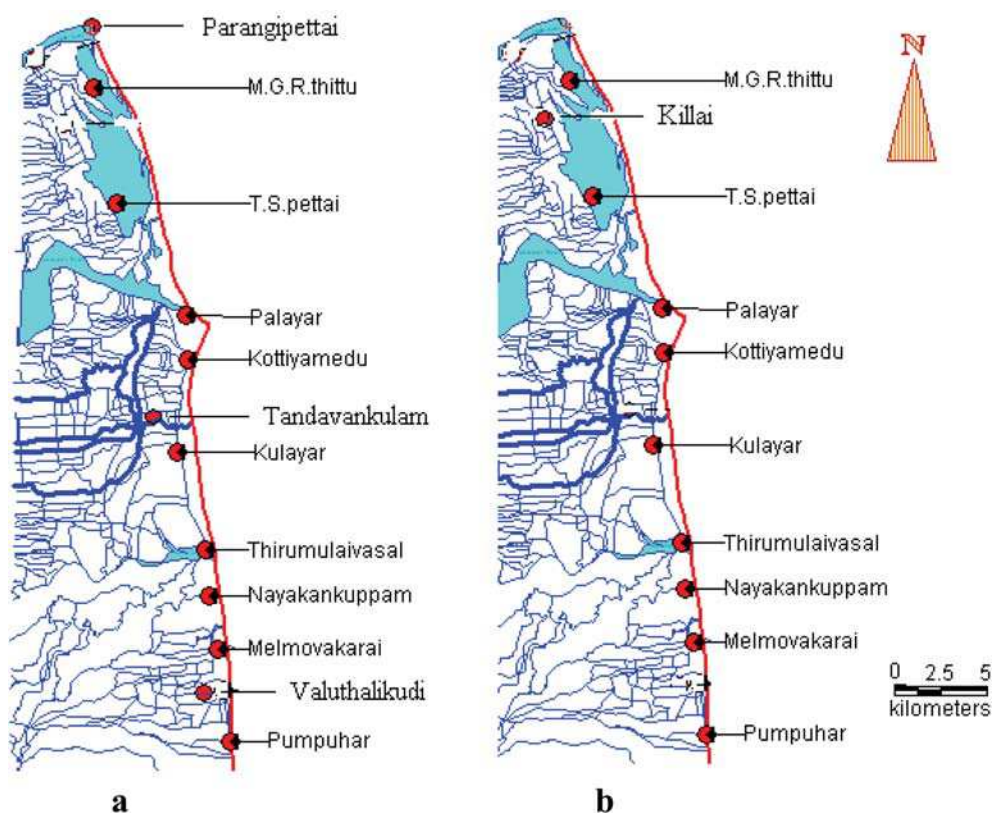 Parangipettai
M.G.R.thittu
T.S.pettai
Palayar
Kottiyamedu
Tandavankulam
Kulayar
Thirumulaivasal
Nayakankuppam
Melmovakarai
Valuthalikudi
Pumpuhar
a
M.G.R.thittu
Killai
T.S.pettai
Palayar
Kottiyamedu
Kulayar
Thirumulaivasal
Nayakankuppam
Melmovakarai
Pumpuhar
b
N
0 2.5 5
kilometers